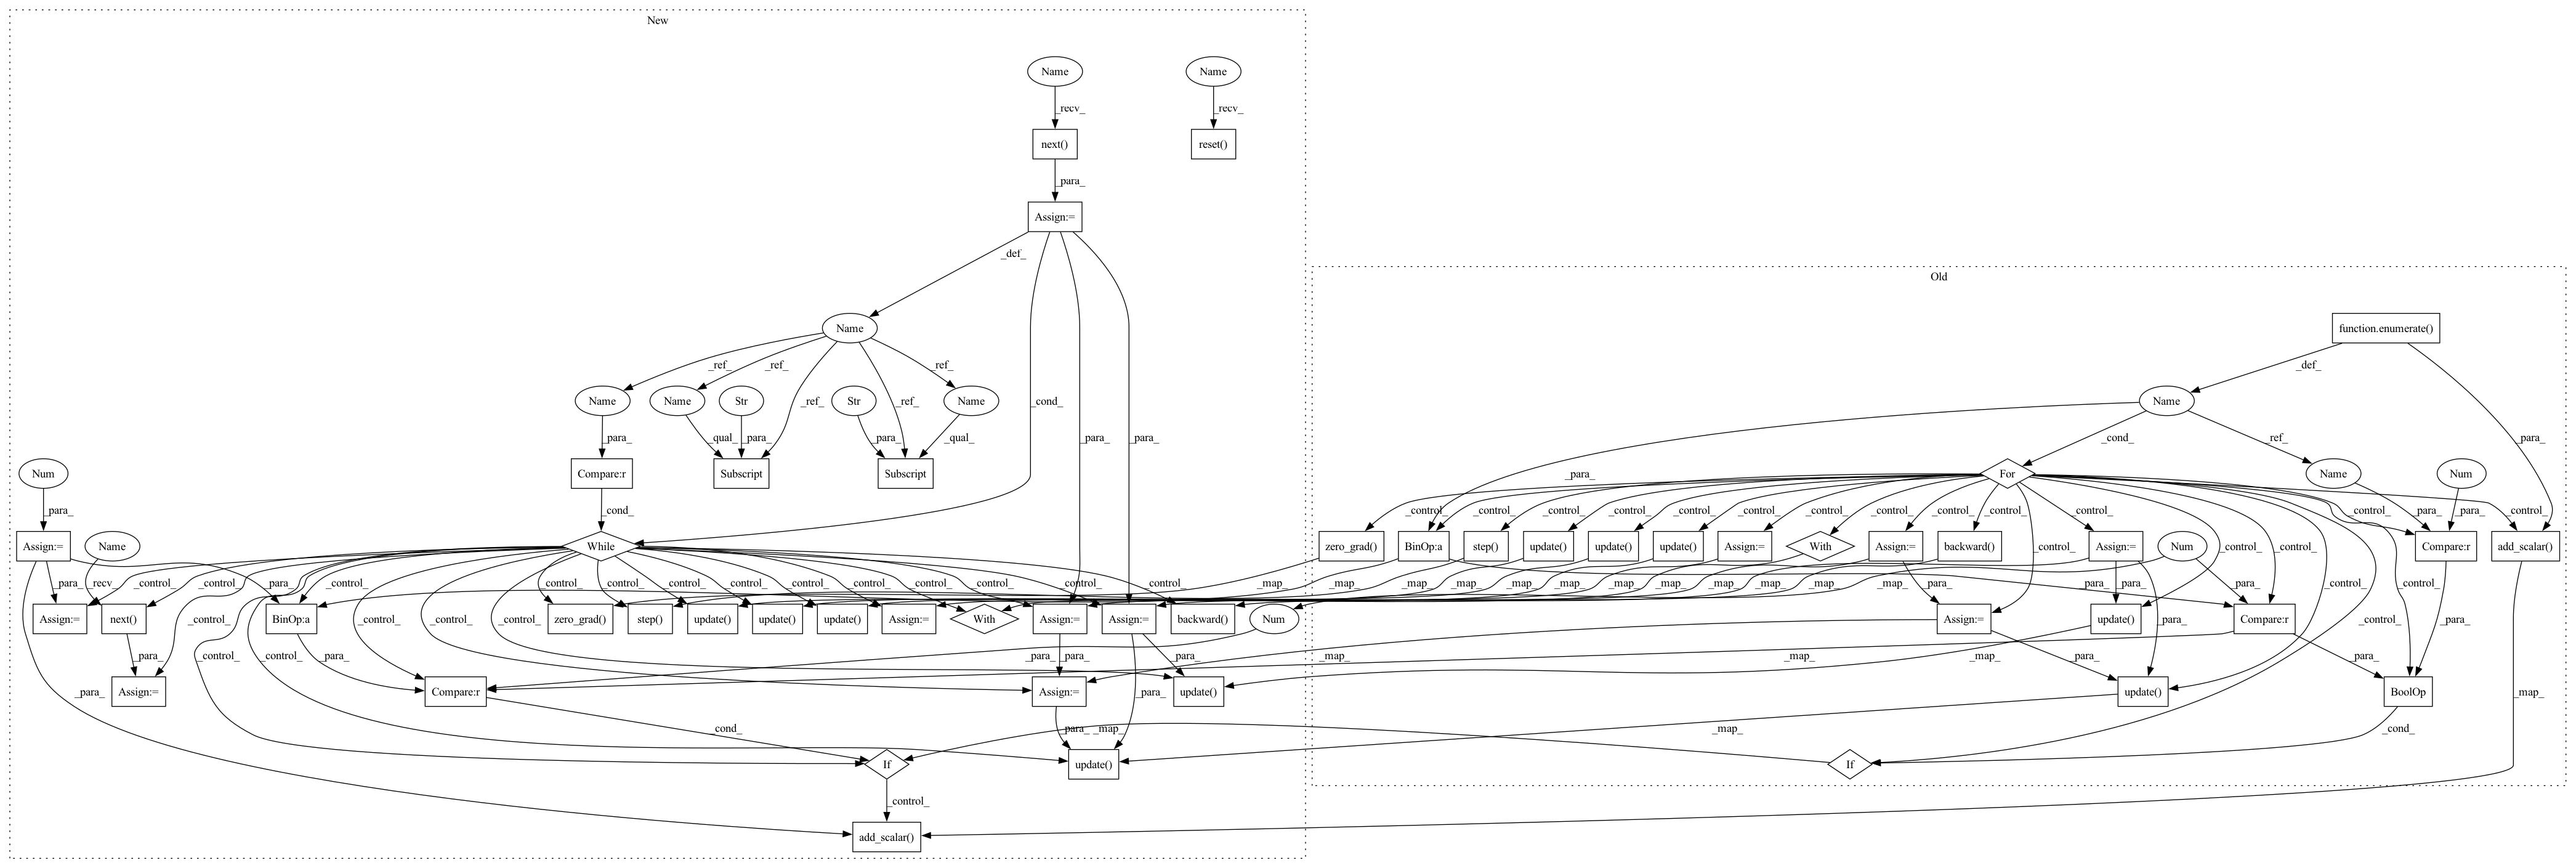 New
Name
Name
_recv_
_recv_
next()
reset()
_para_
Assign:=
_def_
Old
Name
function.enumerate()
_ref_
_ref_
_ref_
_def_
Name
Name
Str
_ref_
Str
_ref_
Name
_cond_
_para_
_para_
Name
_para_
_qual_
_para_
_para_
_qual_
_para_
_cond_
_ref_
_para_
Num
Compare:r
Subscript
Subscript
For
Name
Num
_para_
_cond_
_control_
_control_
_control_
_control_
_control_
_control_
_control_
_control_
_control_
_control_
_control_
_para_
_para_
_control_
Assign:=
Name
While
zero_grad()
BinOp:a
step()
update()
update()
update()
Assign:=
With
Assign:=
backward()
Assign:=
Num
Compare:r
add_scalar()
_para_
_control_
_recv_
_control_
_para_
_control_
_control_
_control_
_control_
_control_
_control_
_control_
_control_
_control_
_control_
_control_
_map_
_map_
_map_
_map_
_map_
_map_
_map_
_map_
_map_
_map_
_para_
_control_
_para_
_para_
_control_
_para_
_control_
_control_
Assign:=
next()
BinOp:a
zero_grad()
step()
update()
update()
update()
Assign:=
With
Assign:=
Assign:=
backward()
Num
Assign:=
update()
Compare:r
_para_
_control_
_control_
_para_
_control_
_control_
_control_
_para_
_para_
_para_
_map_
_map_
_map_
_para_
_para_
_para_
_control_
_para_
Assign:=
Compare:r
Assign:=
update()
update()
BoolOp
_para_
_para_
_map_
_cond_
_para_
_map_
_map_
_cond_
If
update()
If
_control_
add_scalar()